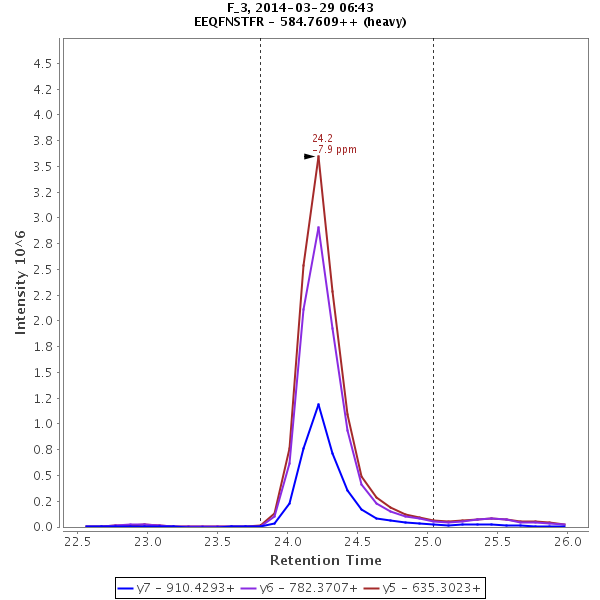 F_3, 2014-03-29 06:43
EEQFNSTFR - 584.7609++ (heavy)
4.5
4.2
4.0
3.8
3.5
3.2
3.0
2.8
2.5
2.2
2.0
1.8
1.5
1.2
1.0
0.8
0.5
0.2
0.0
Intensity 10^6
24.2
-7.9 ppm
22.5 23.0 23.5 24.0 24.5 25.0 25.5 26.0
Retention Time
y7 - 910.4293+ y6 - 782.3707+ y5 - 635.3023+